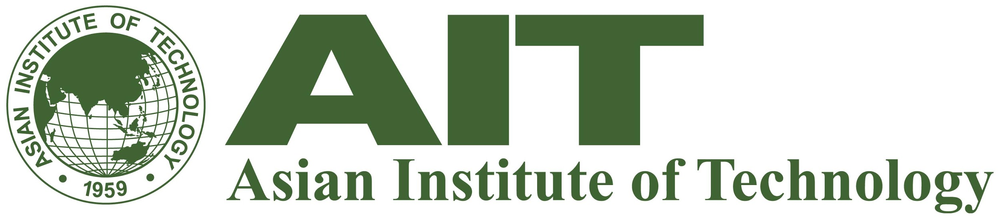 ASIAN INSTITUTE OF TECHNOLOGY
1959
AIT
Asian Institute of Technology